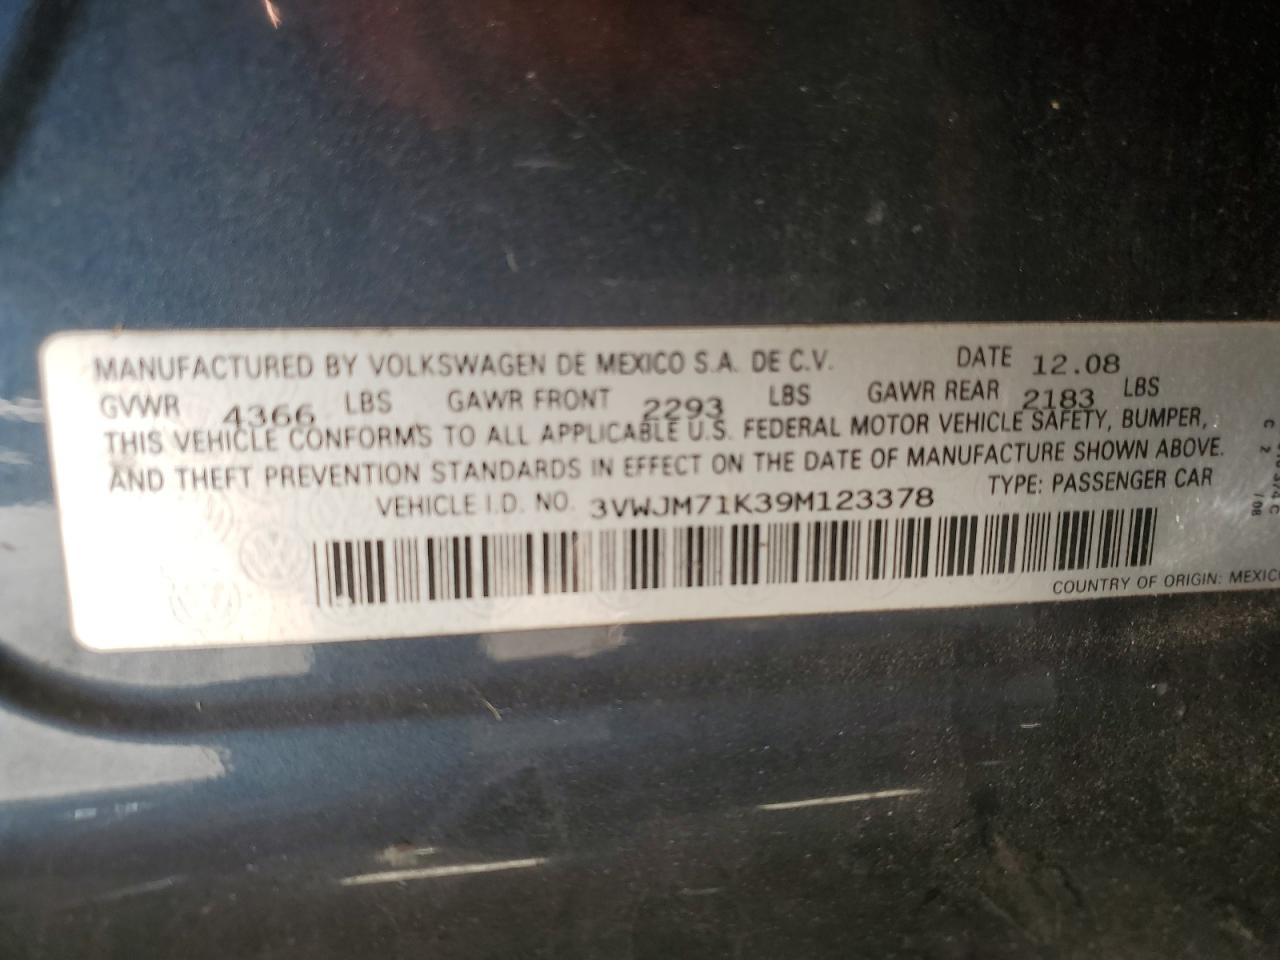 MANUFACTURED BY VOLKSWAGEN DE MEXICO S.A. DE C.V. DATE 12.08
GVWR 4366 LBS GAWR FRONT 2293 LBS GAWR REAR 2183 LBS
THIS VEHICLE CONFORMS TO ALL APPLICABLE U.S. FEDERAL MOTOR VEHICLE SAFETY, BUMPER,
AND THEFT PREVENTION STANDARDS IN EFFECT ON THE DATE OF MANUFACTURE SHOWN ABOVE.
VEHICLE I.D. NO. 3VWJM71K39M123378 TYPE: PASSENGER CAR
COUNTRY OF ORIGIN: MEXICO